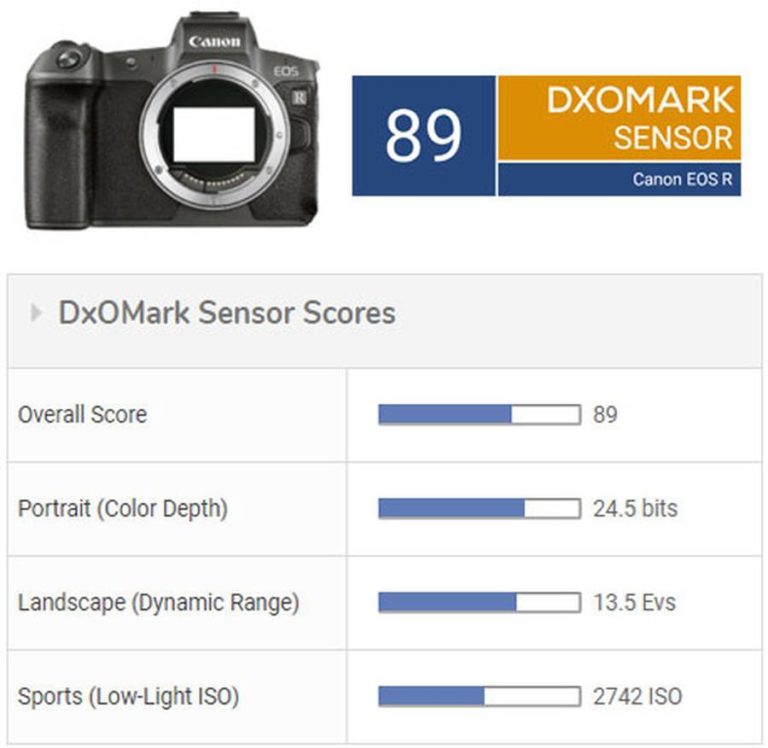 Canon
EOS
R
89
DXOMARK
SENSOR
Canon EOS R
DxOMark Sensor Scores
Overall Score 89
Portrait (Color Depth) 24.5 bits
Landscape (Dynamic Range) 13.5 Evs
Sports (Low-Light ISO) 2742 ISO